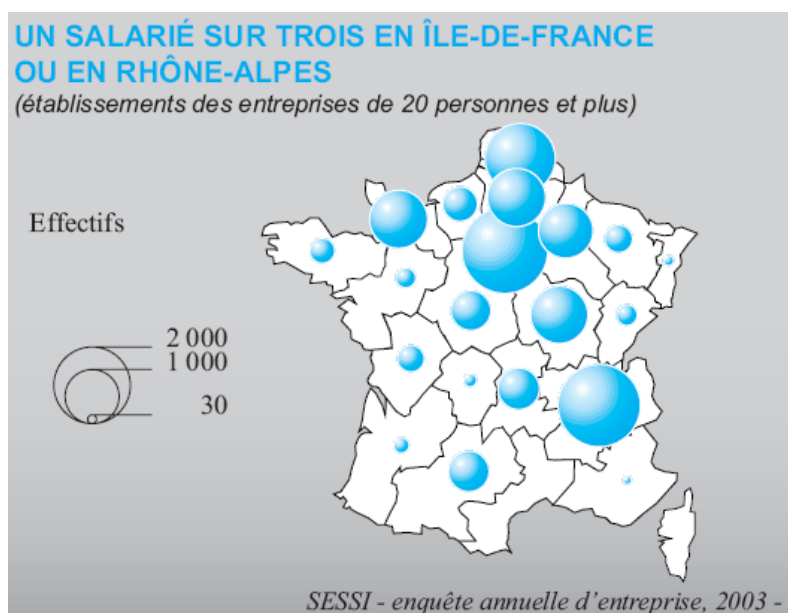 UN SALARIÉ SUR TROIS EN ÎLE-DE-FRANCE
OU EN RHÔNE-ALPES
(établissements des entreprises de 20 personnes et plus)
Effectifs
2 000
1 000
30
SESSI - enquête annuelle d'entreprise, 2003 -